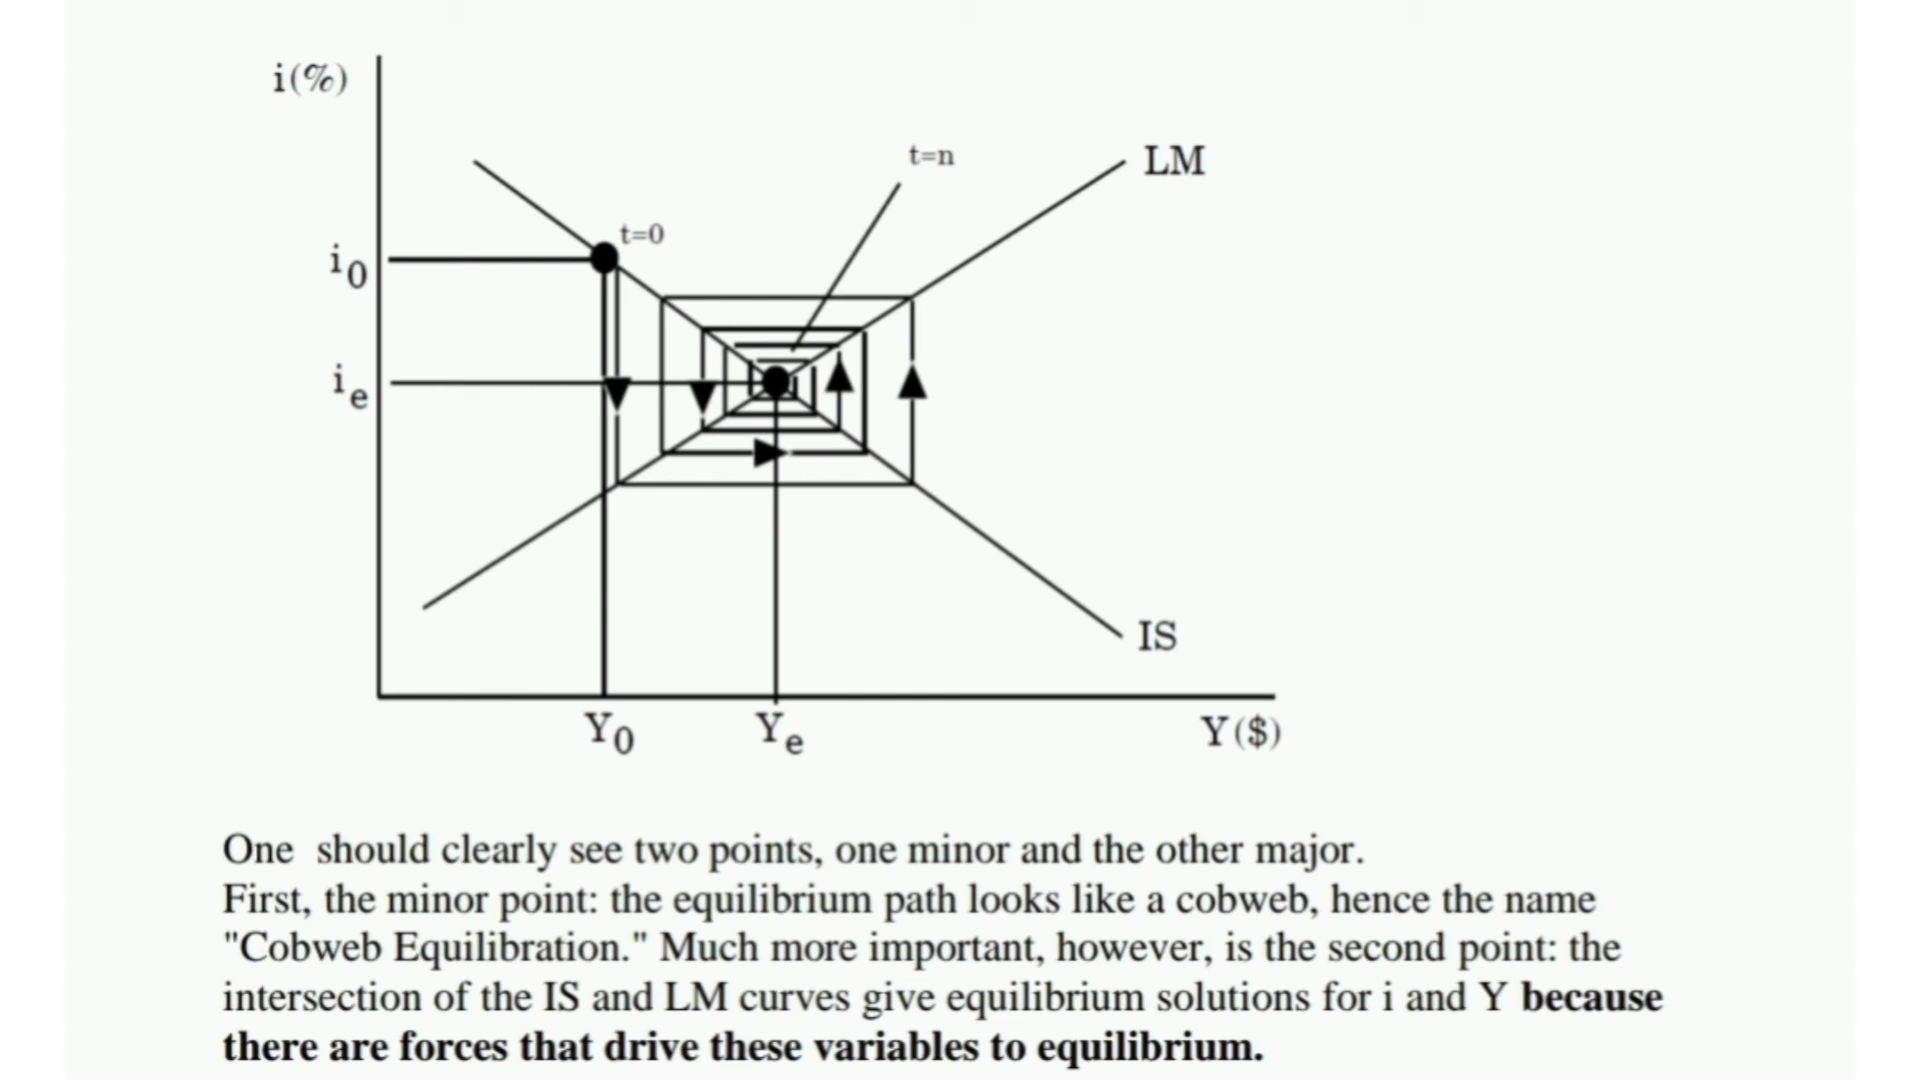 i(%)
t=n
LM
t=0
i0
ie
IS
Y0
Ye
Y($)
One should clearly see two points, one minor and the other major.
First, the minor point: the equilibrium path looks like a cobweb, hence the name
"Cobweb Equilibration." Much more important, however, is the second point: the
intersection of the IS and LM curves give equilibrium solutions for i and Y because
there are forces that drive these variables to equilibrium.